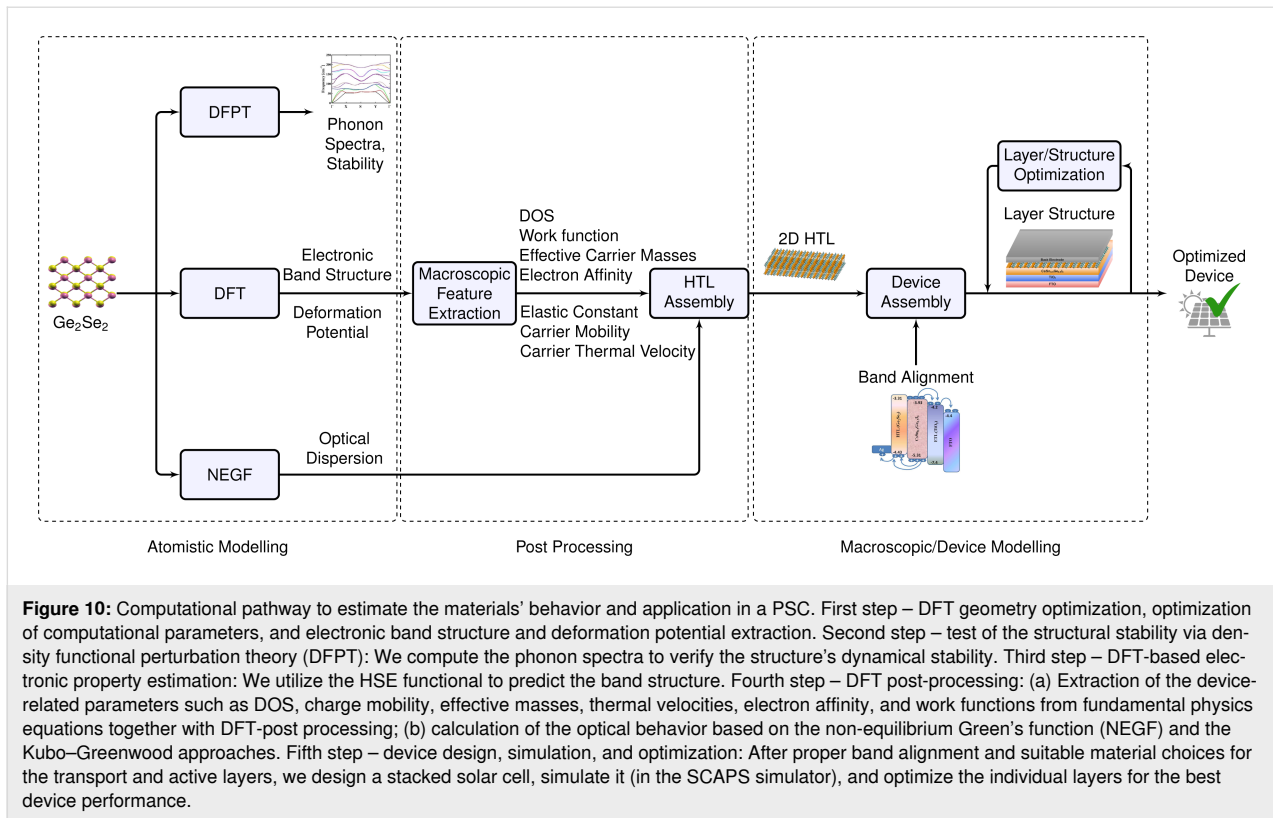 DFPT
Phonon
Spectra,
Stability
Ge₂Se₂
DFT
Electronic
Band Structure
Deformation
Potential
NEGF
Optical
Dispersion
Atomistic Modelling
Macroscopic
Feature
Extraction
DOS
Work function
Effective Carrier Masses
Electron Affinity
Elastic Constant
Carrier Mobility
Carrier Thermal Velocity
HTL
Assembly
Post Processing
2D HTL
Device
Assembly
Band Alignment
Layer/Structure
Optimization
Layer Structure
Optimized
Device
Macroscopic/Device Modelling
Figure 10: Computational pathway to estimate the materials' behavior and application in a PSC. First step – DFT geometry optimization, optimization
of computational parameters, and electronic band structure and deformation potential extraction. Second step – test of the structural stability via den-
sity functional perturbation theory (DFPT): We compute the phonon spectra to verify the structure's dynamical stability. Third step – DFT-based elec-
tronic property estimation: We utilize the HSE functional to predict the band structure. Fourth step – DFT post-processing: (a) Extraction of the device-
related parameters such as DOS, charge mobility, effective masses, thermal velocities, electron affinity, and work functions from fundamental physics
equations together with DFT-post processing; (b) calculation of the optical behavior based on the non-equilibrium Green's function (NEGF) and the
Kubo–Greenwood approaches. Fifth step – device design, simulation, and optimization: After proper band alignment and suitable material choices for
the transport and active layers, we design a stacked solar cell, simulate it (in the SCAPS simulator), and optimize the individual layers for the best
device performance.